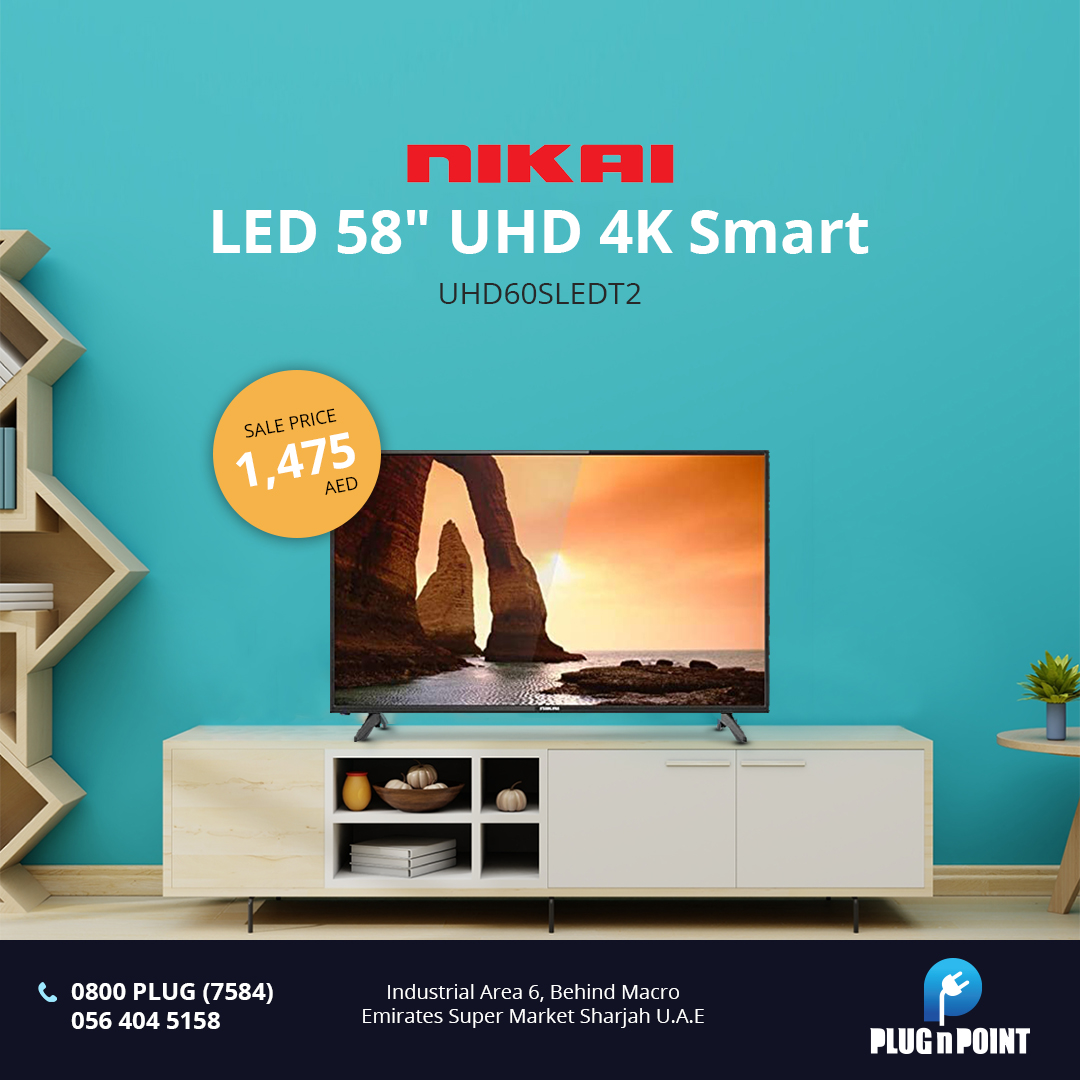 NIKAI
LED 58" UHD 4K Smart
UHD60SLEDT2
SALE PRICE
1,475
AED
NIKAI
0800 PLUG (7584)
056 404 5158
Industrial Area 6, Behind Macro
Emirates Super Market Sharjah U.A.E
PLUG n POINT